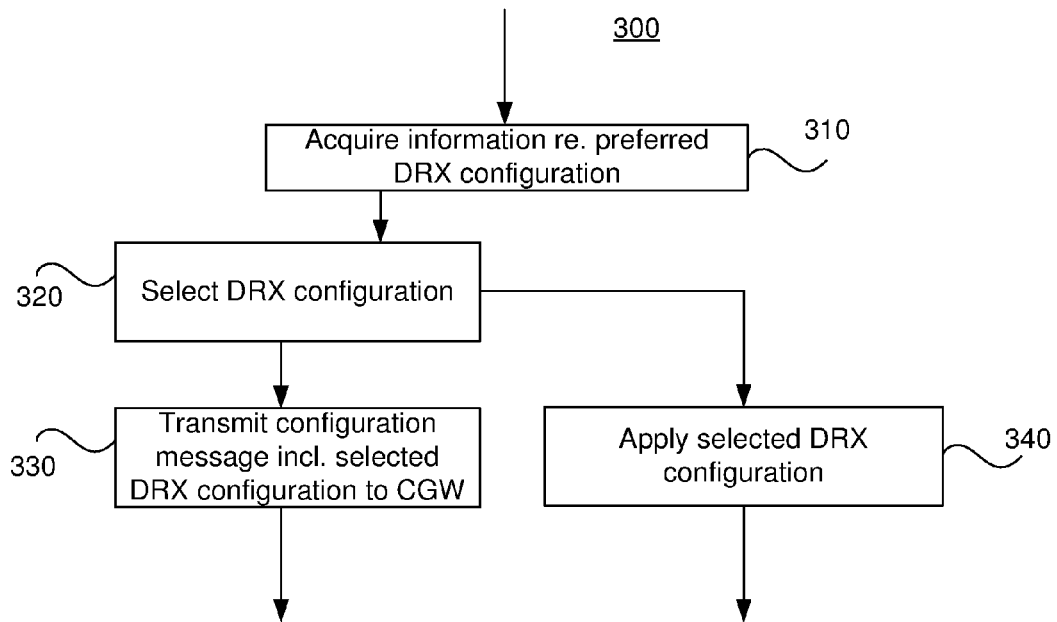 300
Acquire information re. preferred
DRX configuration
310
320
Select DRX configuration
330
Transmit configuration
message incl. selected
DRX configuration to CGW
Apply selected DRX
configuration
340